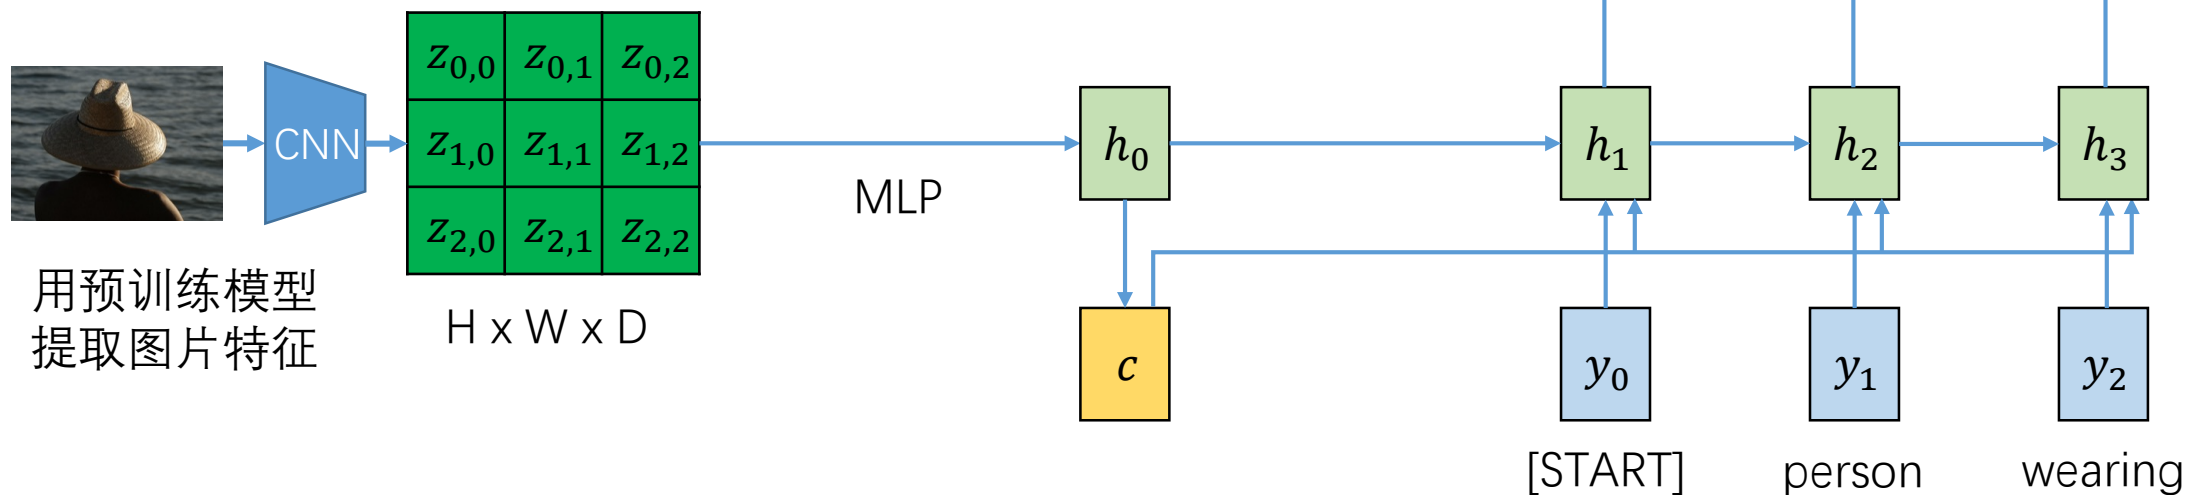 CNN
z0,0 z0,1 z0,2
z1,0 z1,1 z1,2
z2,0 z2,1 z2,2
用预训练模型
提取图片特征
H x W x D
MLP
h0
h1
h2
h3
c
y0
y1
y2
[START]
person
wearing